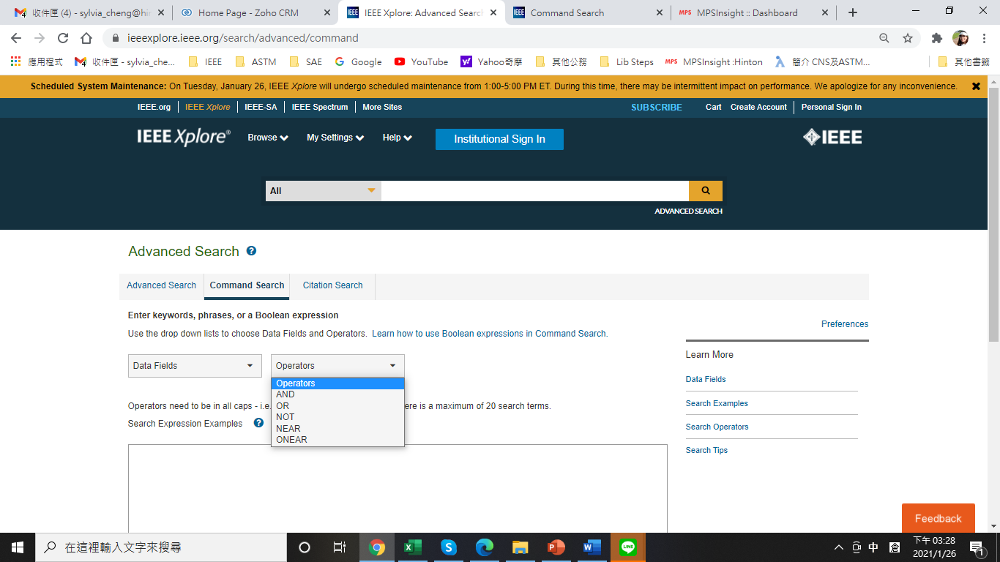 收件匣 (4) - sylvia_cheng@hin
Home Page - Zoho CRM
IEEE Xplore: Advanced Search
Command Search
MPS MPSInsight :: Dashboard
ieeexplore.ieee.org/search/advanced/command
應用程式
收件匣 - sylvia_che...
IEEE
ASTM
SAE
Google
YouTube
Yahoo奇摩
其他公務
Lib Steps
MPS MPSInsight :Hinton
簡介 CNS及ASTM...
其他書籤
Scheduled System Maintenance: On Tuesday, January 26, IEEE Xplore will undergo scheduled maintenance from 1:00-5:00 PM ET. During this time, there may be intermittent impact on performance. We apologize for any inconvenience.
IEEE.org
IEEE Xplore
IEEE-SA
IEEE Spectrum
More Sites
SUBSCRIBE
Cart
Create Account
Personal Sign In
IEEE Xplore®
Browse
My Settings
Help
Institutional Sign In
IEEE
All
ADVANCED SEARCH
Advanced Search
Advanced Search
Command Search
Citation Search
Enter keywords, phrases, or a Boolean expression
Use the drop down lists to choose Data Fields and Operators. Learn how to use Boolean expressions in Command Search.
Data Fields
Operators
Operators
AND
OR
NOT
NEAR
ONEAR
Operators need to be in all caps - i.e.
ere is a maximum of 20 search terms.
Search Expression Examples
Preferences
Learn More
Data Fields
Search Examples
Search Operators
Search Tips
Feedback
在這裡輸入文字來搜尋
中
倉
下午 03:28
2021/1/26
1